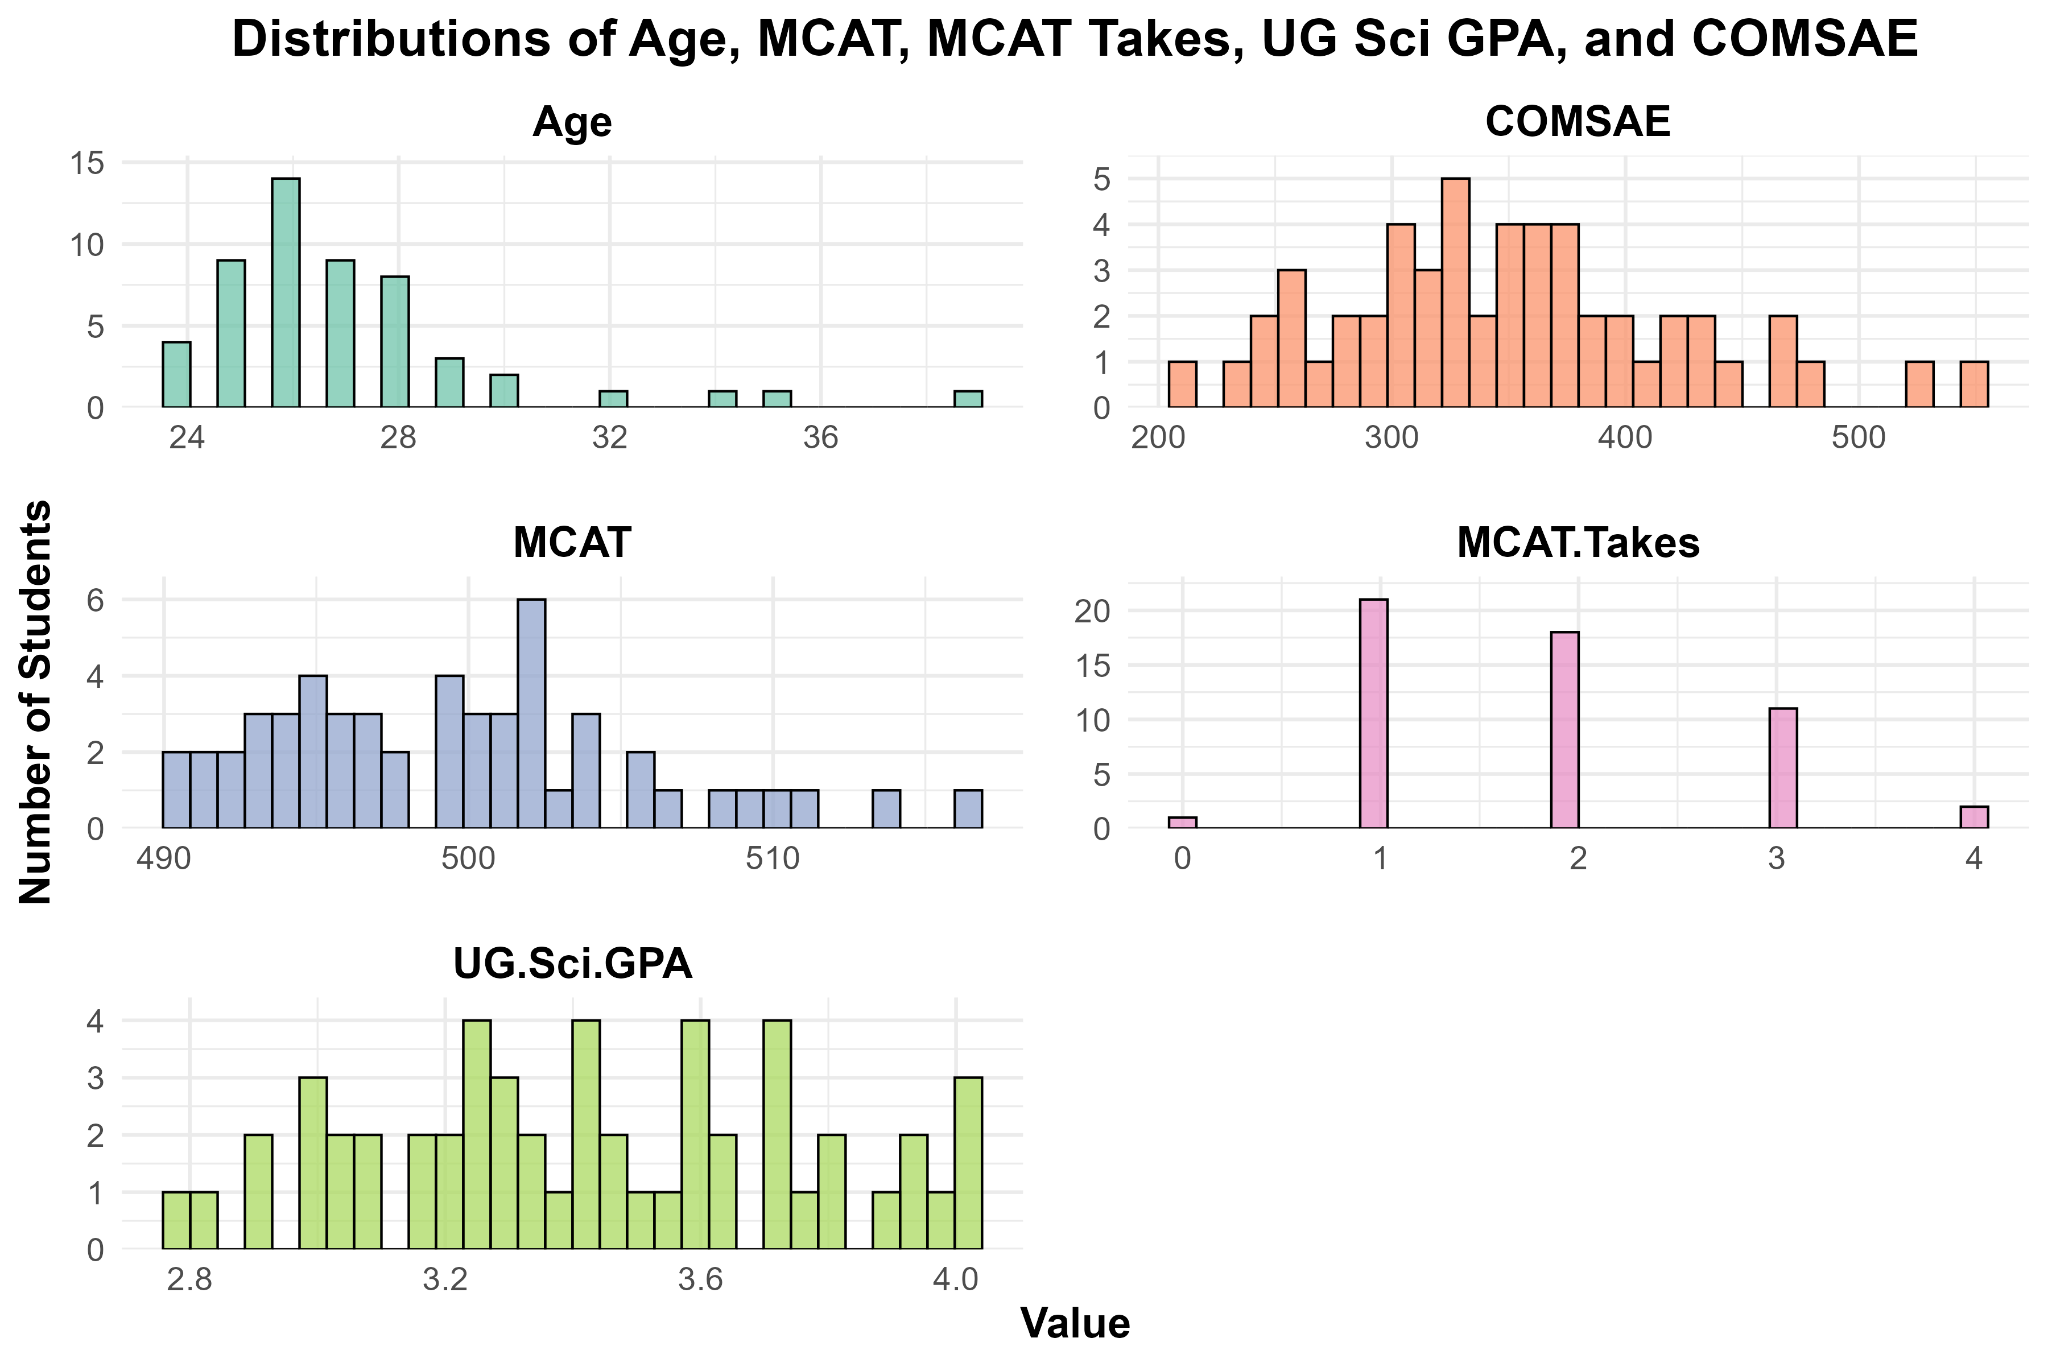 Distributions of Age, MCAT, MCAT Takes, UG Sci GPA, and COMSAE
Number of Students
Age
15
10
5
0
24 28 32 36
COMSAE
5
4
3
2
1
0
200 300 400 500
MCAT
6
4
2
0
490 500 510
MCAT.Takes
20
15
10
5
0
0 1 2 3 4
UG.Sci.GPA
4
3
2
1
0
2.8 3.2 3.6 4.0
Value